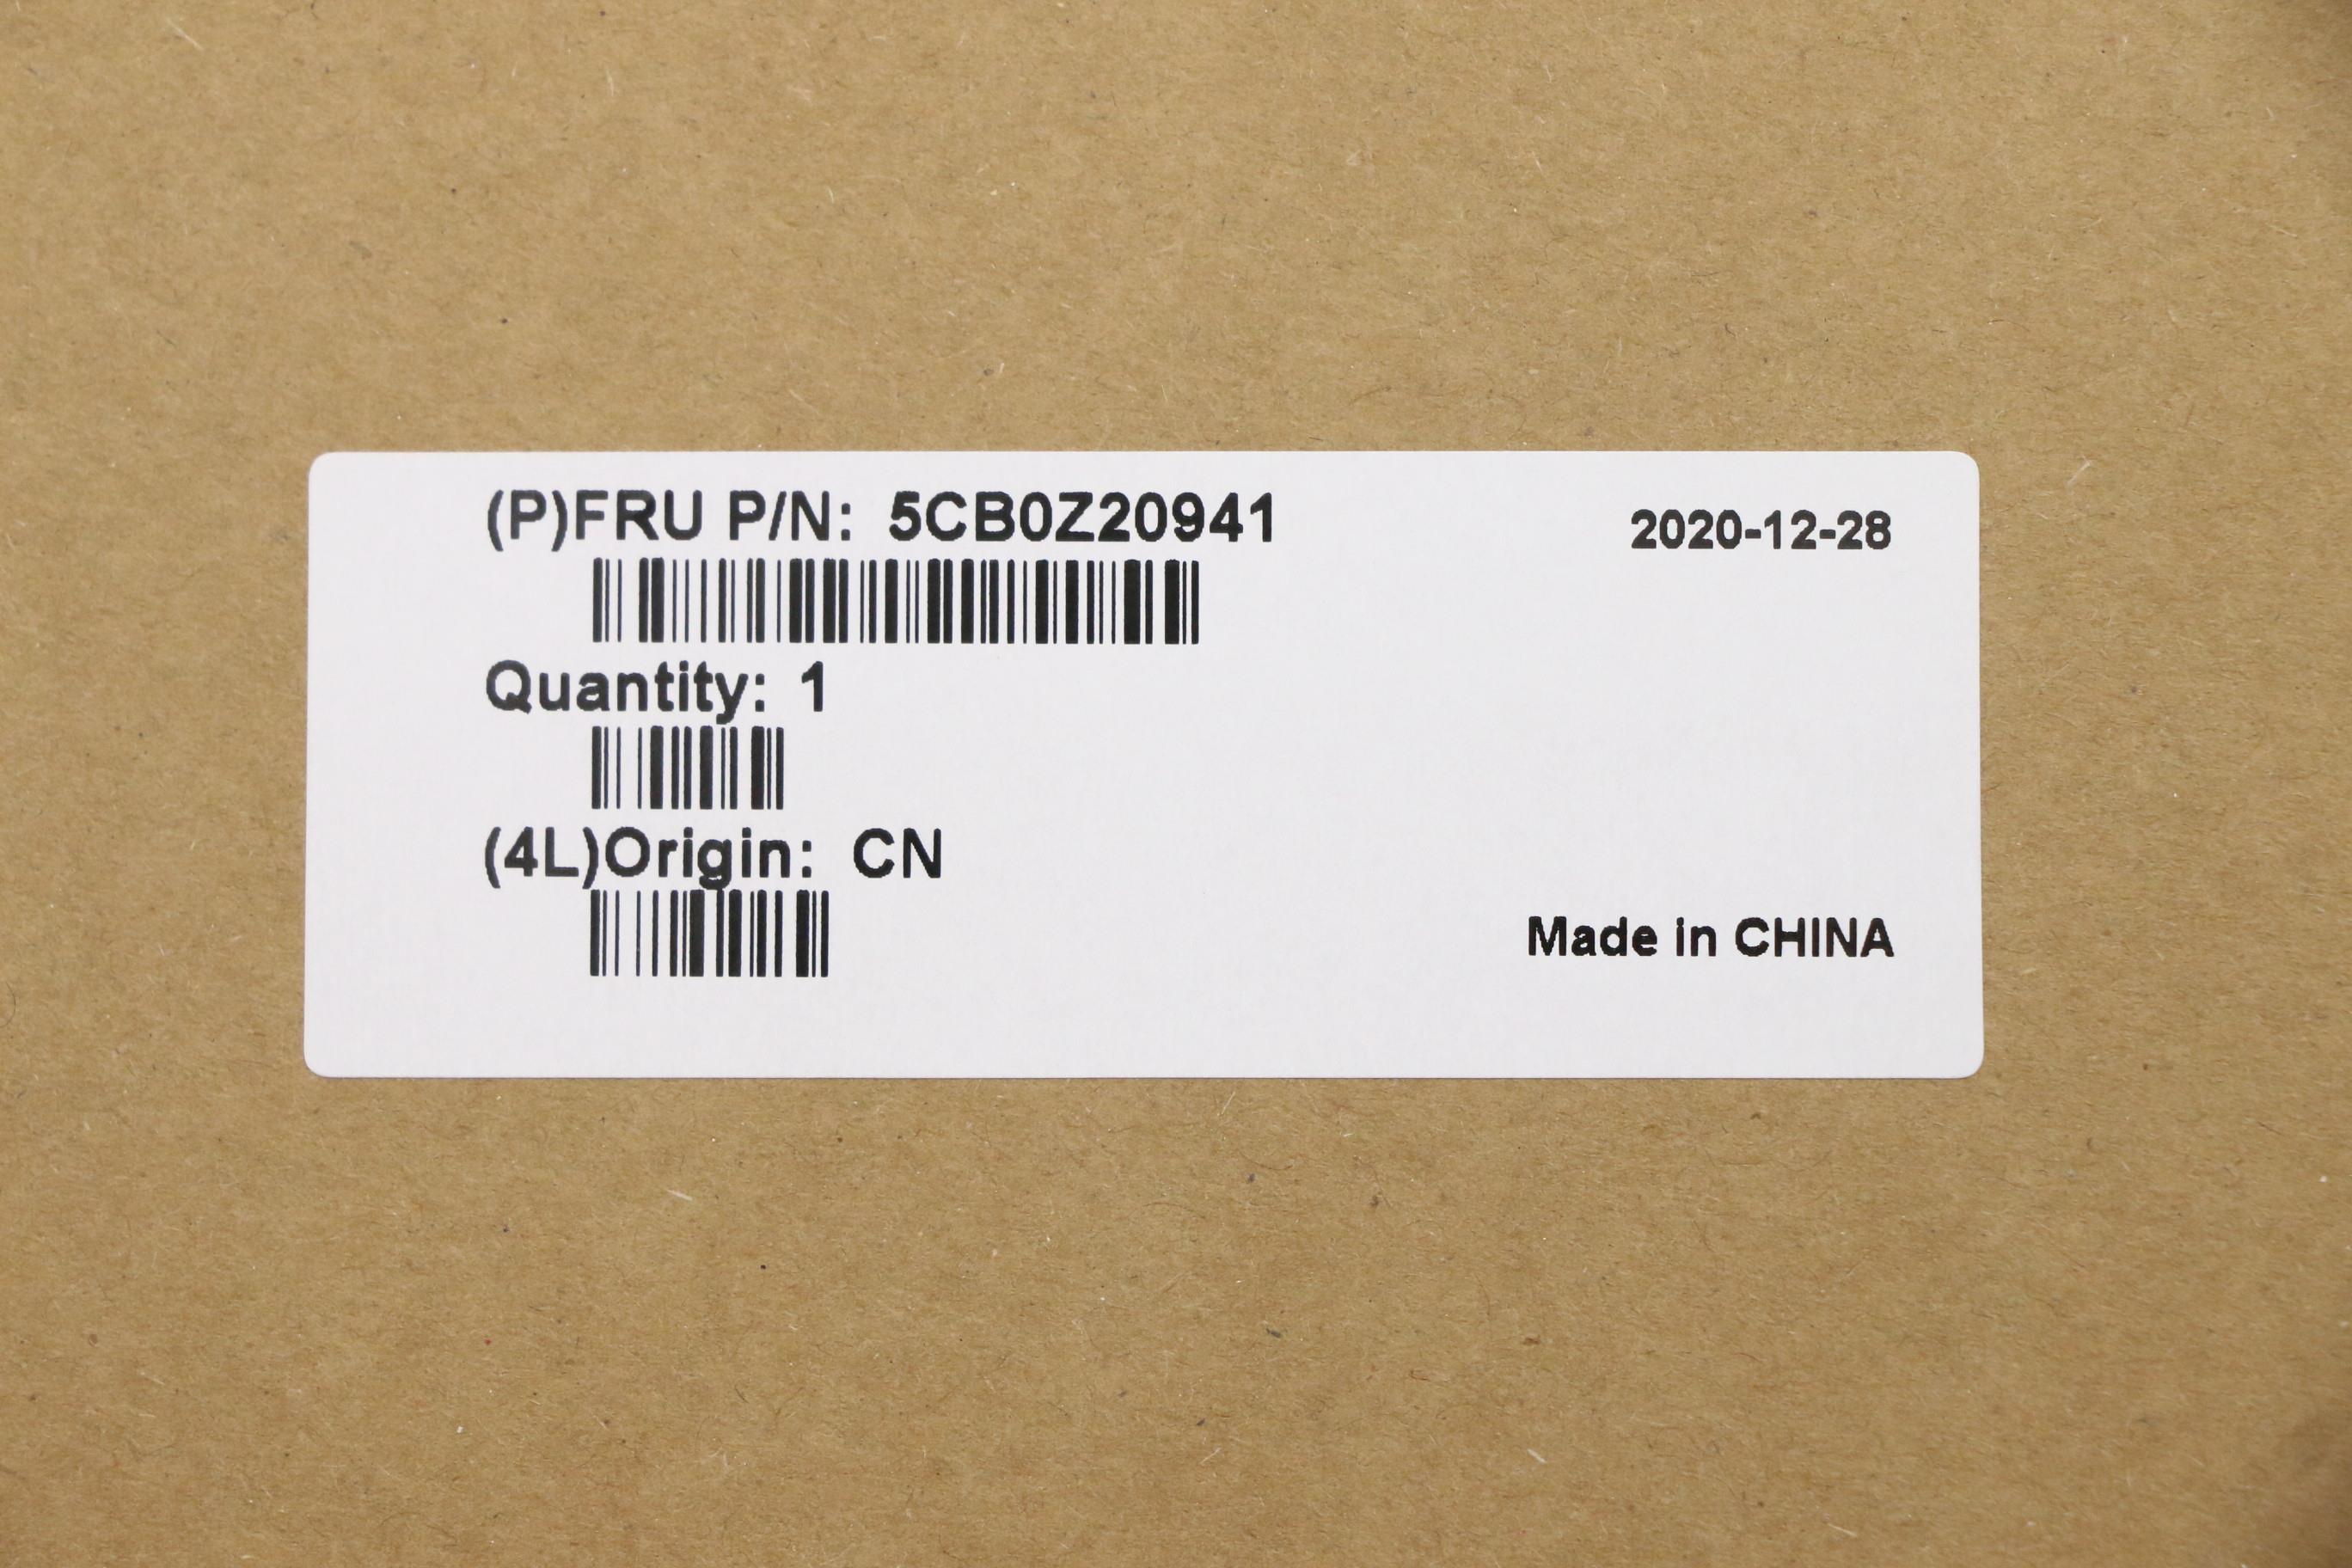 (P)FRU P/N: 5CB0Z20941
2020-12-28
Quantity: 1
(4L)Origin: CN
Made in CHINA